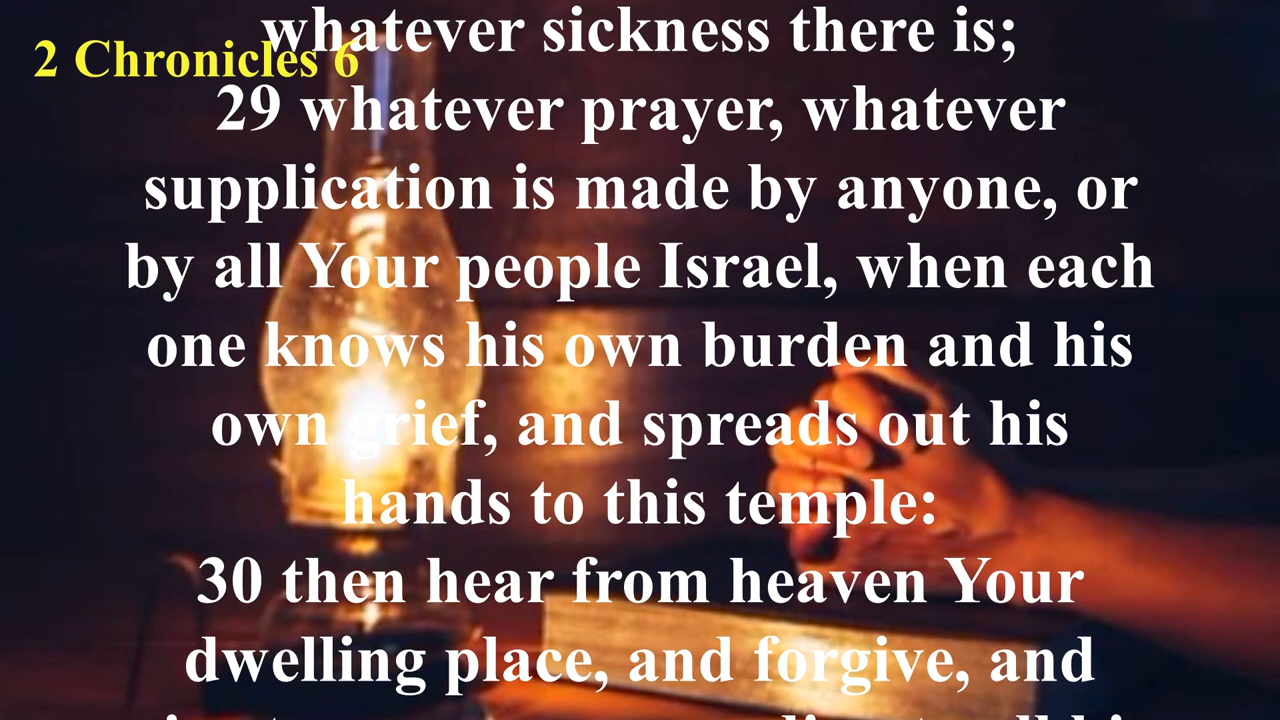 whatever sickness there is;
2 Chronicles 6
29 whatever prayer, whatever
supplication is made by anyone, or
by all Your people Israel, when each
one knows his own burden and his
own grief, and spreads out his
hands to this temple:
30 then hear from heaven Your
dwelling place, and forgive, and